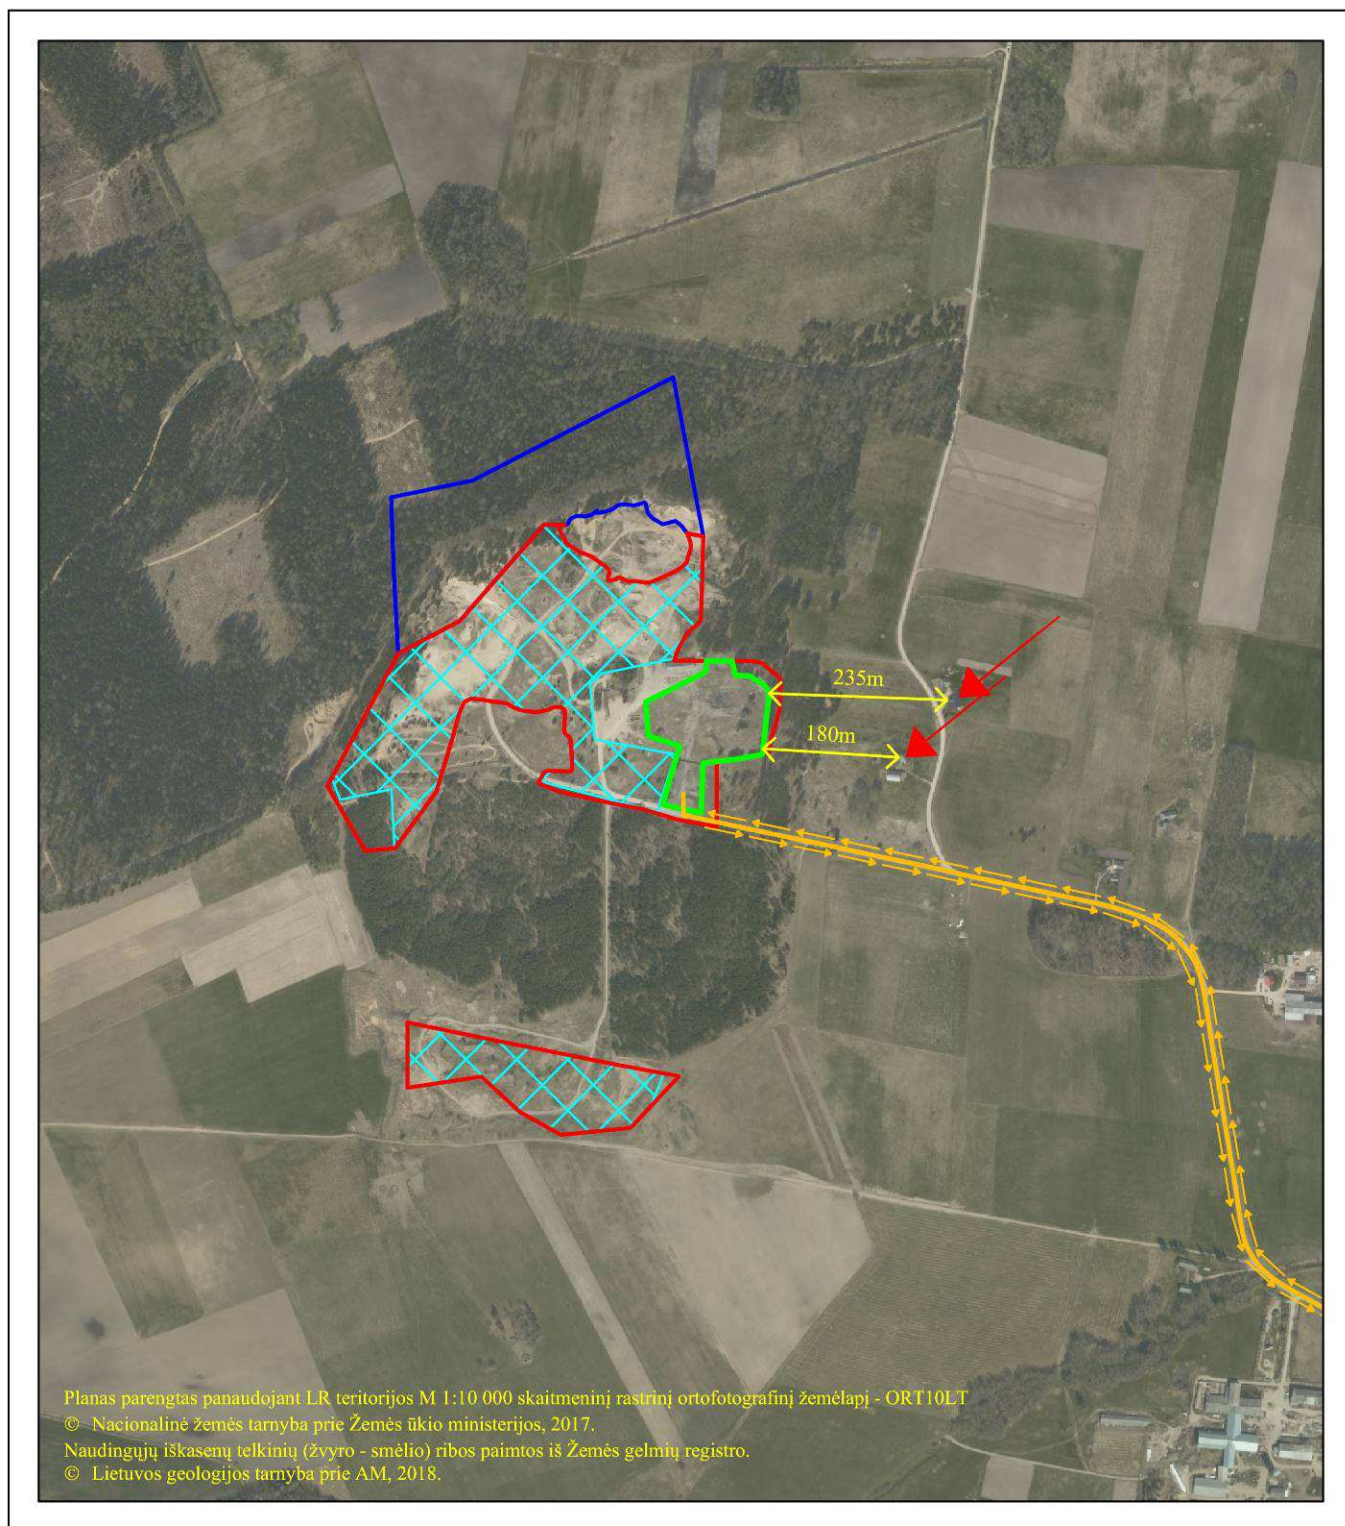 235m
180m
Planas parengtas panaudojant LR teritorijos M 1:10 000 skaitmeninį rastrinį ortofotografinį žemėlapį - ORT10LT
© Nacionalinė žemės tarnyba prie Žemės ūkio ministerijos, 2017.
Naudingųjų iškasenų telkinių (žvyro - smėlio) ribos paimtos iš Žemės gelmių registro.
© Lietuvos geologijos tarnyba prie AM, 2018.